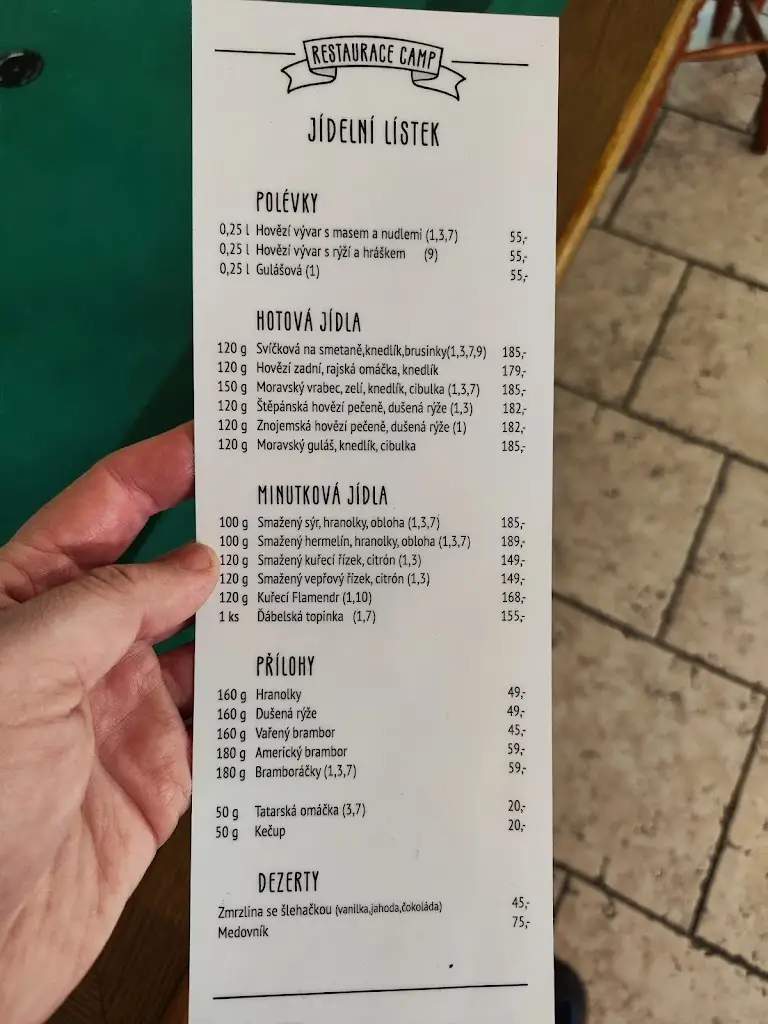 RESTAURACE CAMP
JÍDELNÍ LÍSTEK
POLÉVKY
0,25 l Hovězí vývar s masem a nudlemi (1,3,7) 55,-
0,25 l Hovězí vývar s rýží a hráškem (9) 55,-
0,25 l Gulášová (1) 55,-
HOTOVÁ JÍDLA
120 g Svíčková na smetaně,knedlík,brusinky(1,3,7,9) 185,-
120 g Hovězí zadní, rajská omáčka, knedlík 179,-
150 g Moravský vrabec, zelí, knedlík, cibulka (1,3,7) 185,-
120 g Štěpánská hovězí pečeně, dušená rýže (1,3) 182,-
120 g Znojemská hovězí pečeně, dušená rýže (1) 182,-
120 g Moravský guláš, knedlík, cibulka 185,-
MINUTKOVÁ JÍDLA
100 g Smažený sýr, hranolky, obloha (1,3,7) 185,-
100 g Smažený hermelín, hranolky, obloha (1,3,7) 189,-
120 g Smažený kuřecí řízek, citrón (1,3) 149,-
120 g Smažený vepřový řízek, citrón (1,3) 149,-
120 g Kuřecí Flamendr (1,10) 168,-
1 ks Ďábelská topinka (1,7) 155,-
PŘÍLOHY
160 g Hranolky 49,-
160 g Dušená rýže 49,-
160 g Vařený brambor 45,-
180 g Americký brambor 59,-
180 g Bramboráčky (1,3,7) 59,-
50 g Tatarská omáčka (3,7) 20,-
50 g Kečup 20,-
DEZERTY
Zmrzlina se šlehačkou (vanilka,jahoda,čokoláda) 45,-
Medovník 75,-